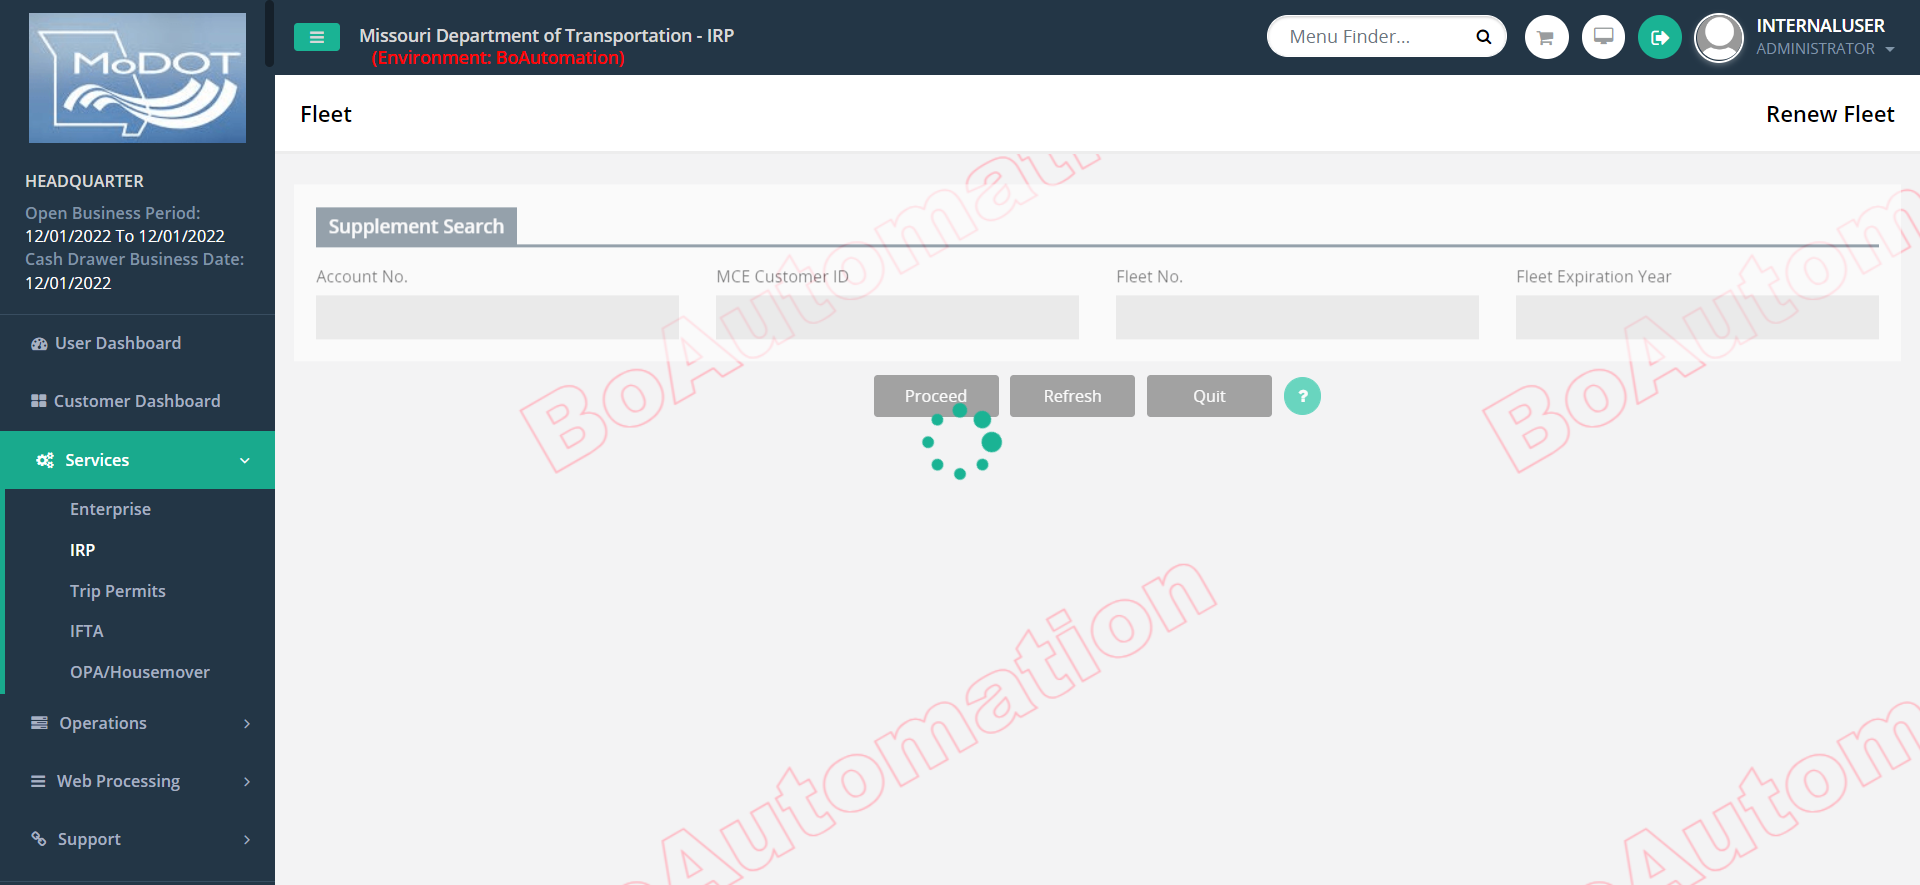 MoDOT
Missouri Department of Transportation - IRP
(Environment: BoAutomation)
Menu Finder...
INTERNALUSER
ADMINISTRATOR
HEADQUARTER
Open Business Period:
12/01/2022 To 12/01/2022
Cash Drawer Business Date:
12/01/2022
User Dashboard
Customer Dashboard
Services
Enterprise
IRP
Trip Permits
IFTA
OPA/Housemover
Operations
Web Processing
Support
Fleet
Renew Fleet
Supplement Search
Account No.
MCE Customer ID
Fleet No.
Fleet Expiration Year
Proceed
Refresh
Quit
?
BoAutomati
BoAutom
BoAutomation
oAutom